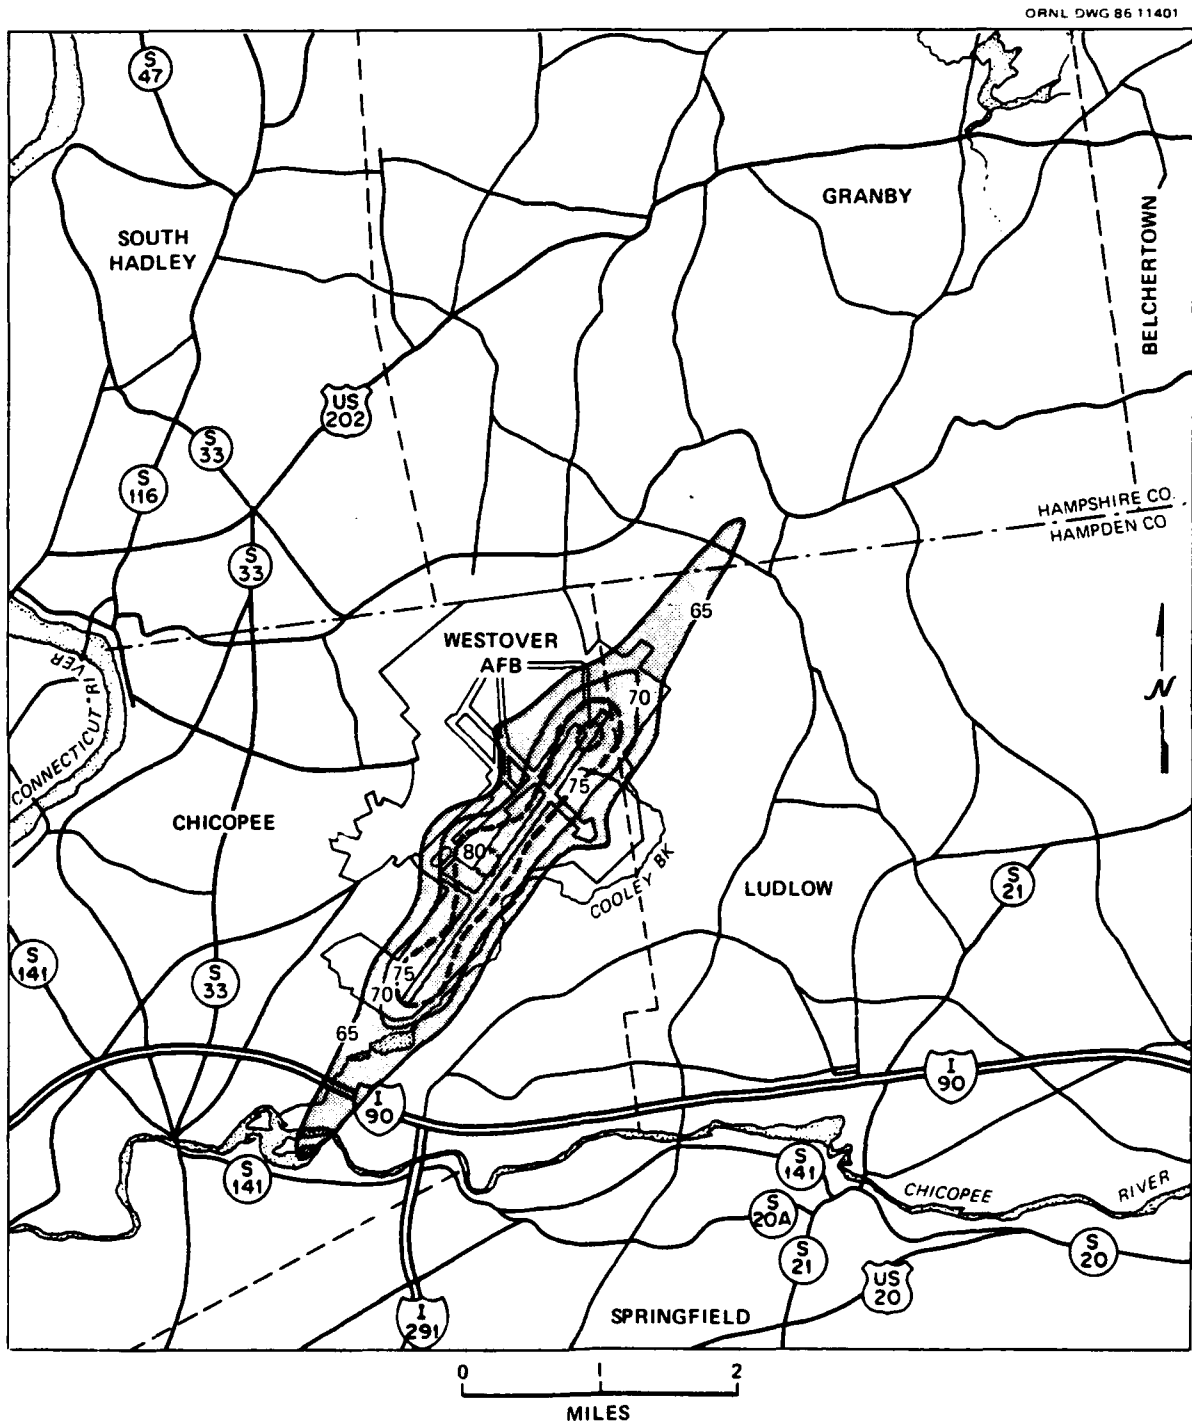 ORNL DWG 86 11401
S
47
GRANBY
BELCHERTOWN
SOUTH
HADLEY
US
202
S
33
S
116
HAMPSHIRE CO.
HAMPDEN CO
S
33
65
WESTOVER
AFB
CONNECTICUT RIVER
70
N
75
CHICOPEE
80
COOLEY BK
LUDLOW
S
21
S
141
S
33
75
70
65
I
90
I
90
S
141
S
141
CHICOPEE RIVER
S
20A
S
21
S
20
US
20
I
291
SPRINGFIELD
0 1 2
MILES